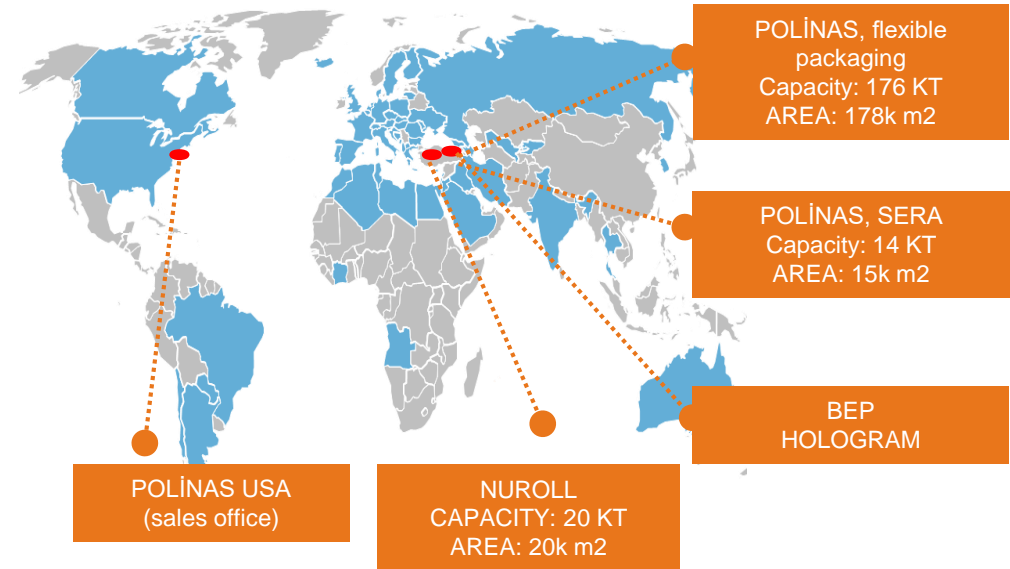 POLİNAS, flexible
packaging
Capacity: 176 KT
AREA: 178k m2
POLİNAS, SERA
Capacity: 14 KT
AREA: 15k m2
BEP
HOLOGRAM
POLİNAS USA
(sales office)
NUROLL
CAPACITY: 20 KT
AREA: 20k m2